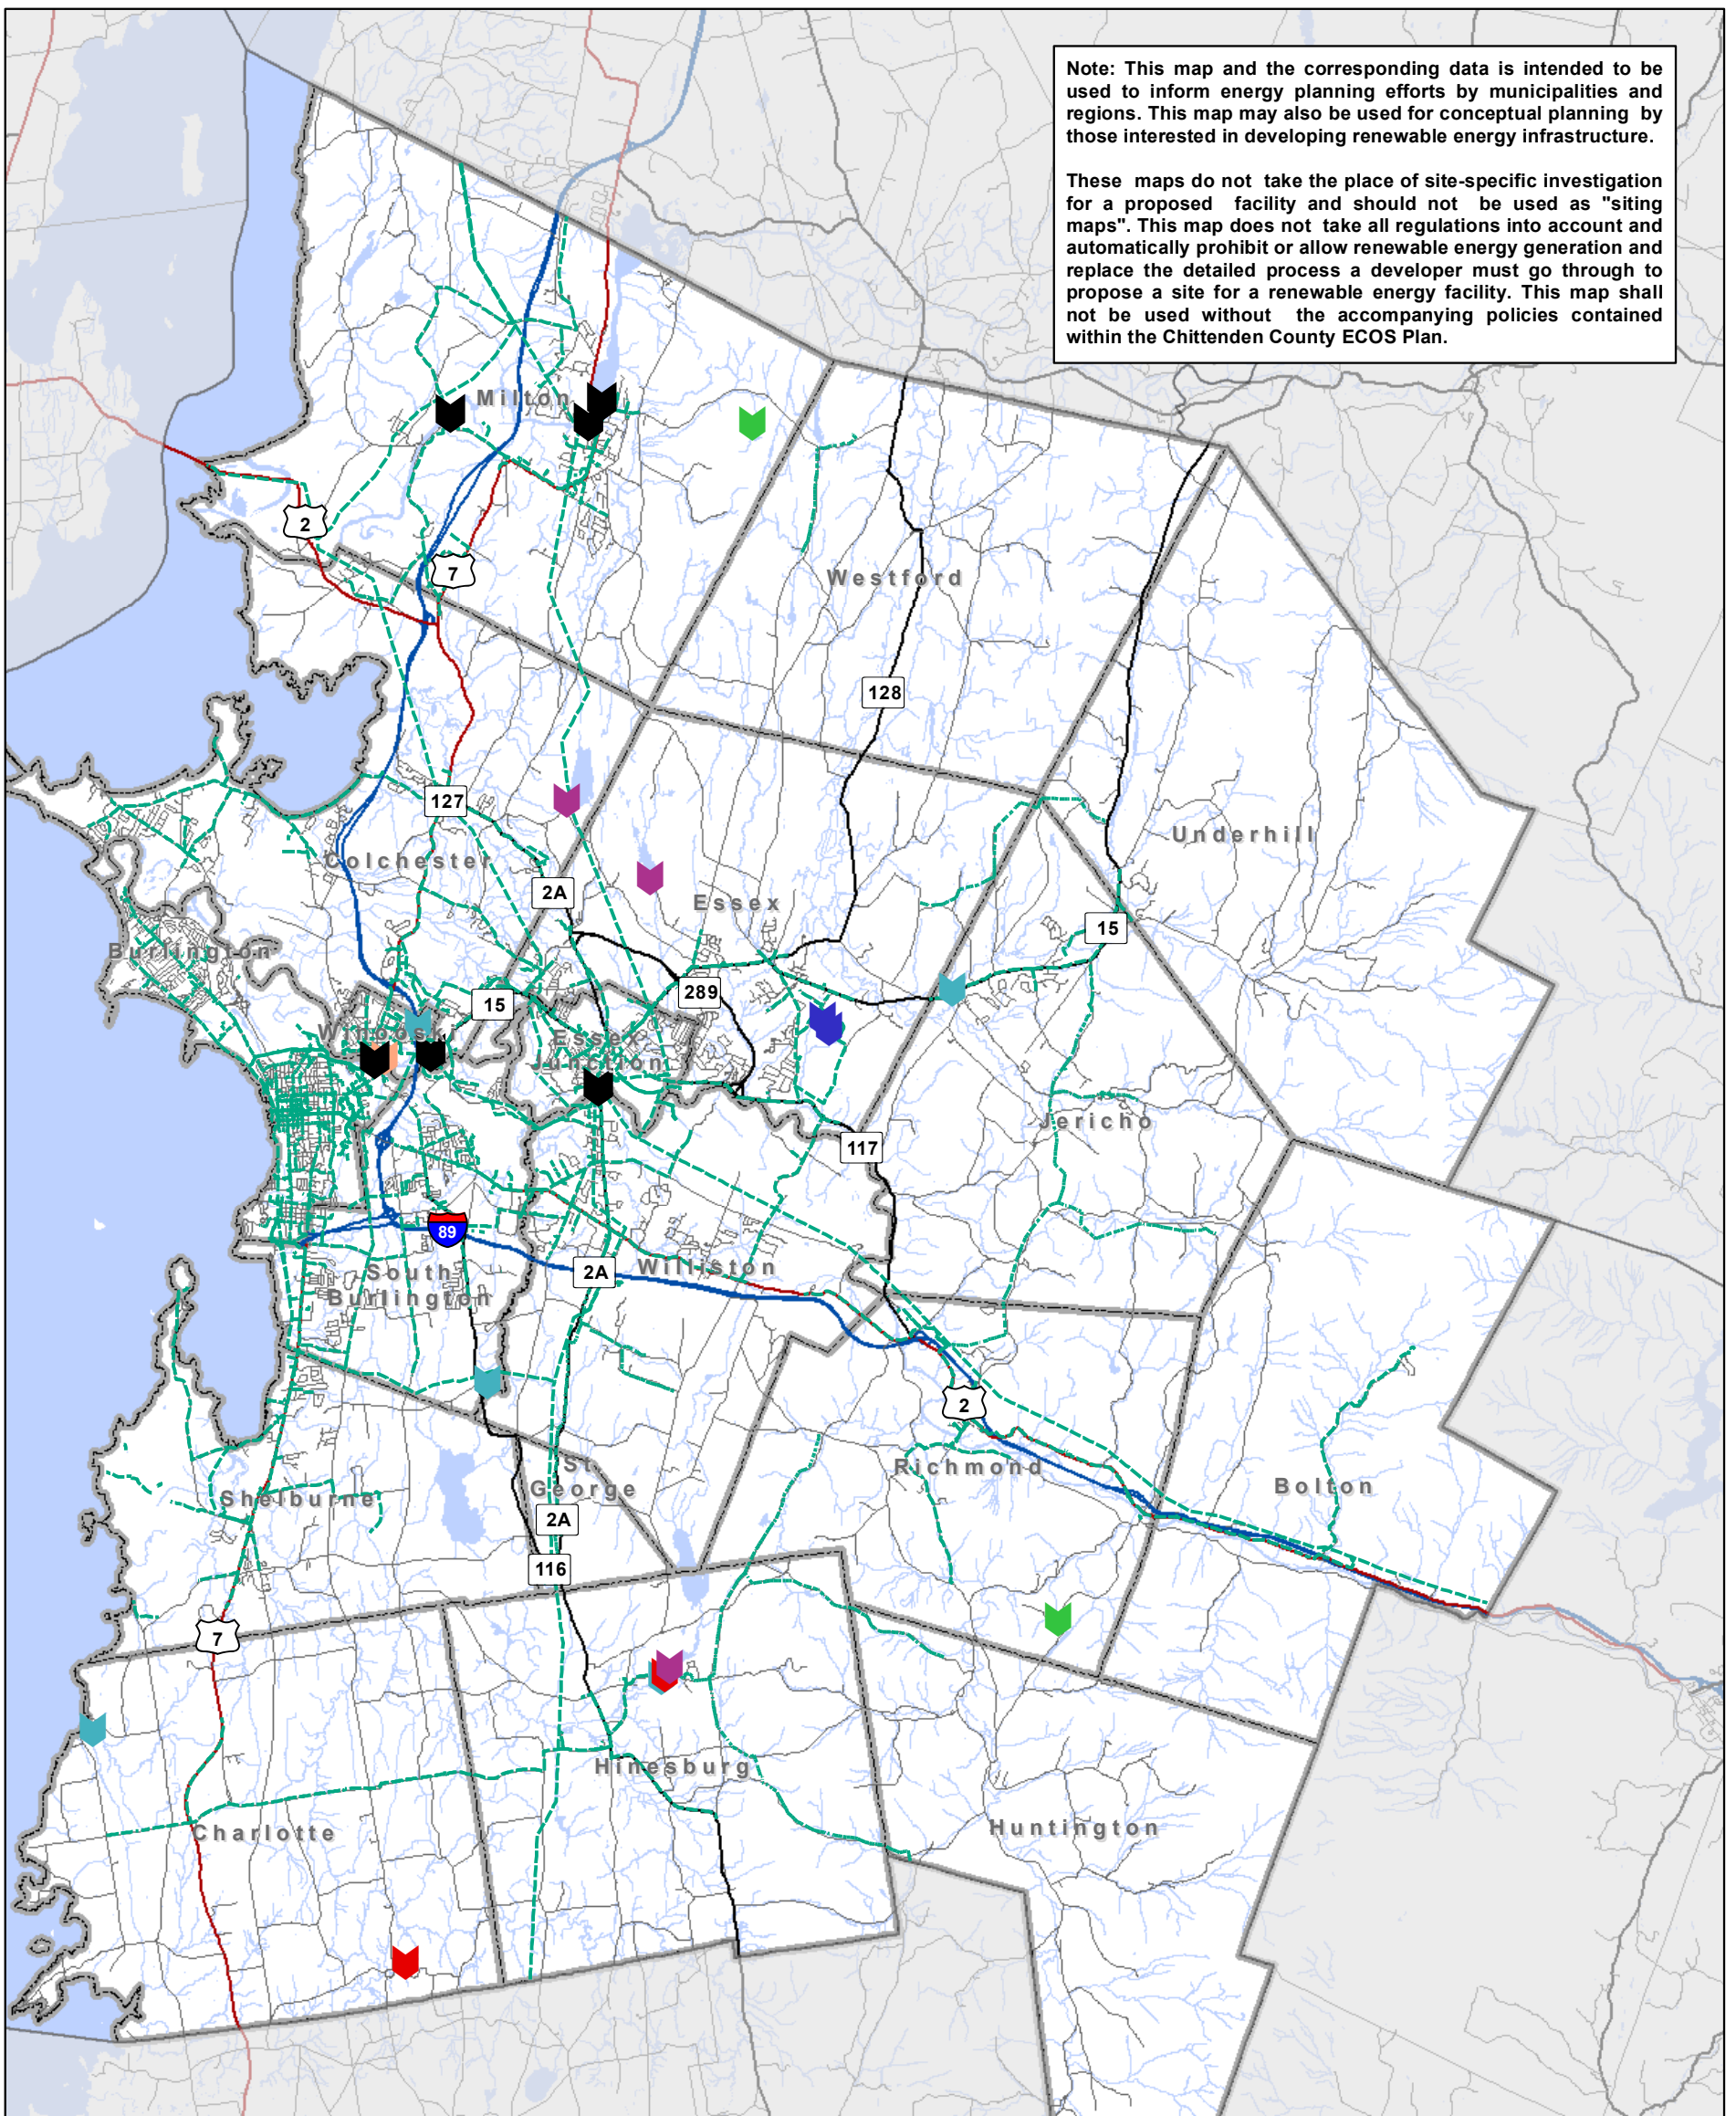 Note: This map and the corresponding data is intended to be
used to inform energy planning efforts by municipalities and
regions. This map may also be used for conceptual planning by
those interested in developing renewable energy infrastructure.
These maps do not take the place of site-specific investigation
for a proposed facility and should not be used as "siting
maps". This map does not take all regulations into account and
automatically prohibit or allow renewable energy generation and
replace the detailed process a developer must go through to
propose a site for a renewable energy facility. This map shall
not be used without the accompanying policies contained
within the Chittenden County ECOS Plan.
Milton
2
7
Westford
128
127
Underhill
Colchester
2A
Essex
15
Burlington
289
15
Winooski
Essex
Junction
Jericho
117
89
2A
Williston
South
Burlington
2
St
George
Richmond
Bolton
Shelburne
2A
116
7
Hinesburg
Charlotte
Huntington